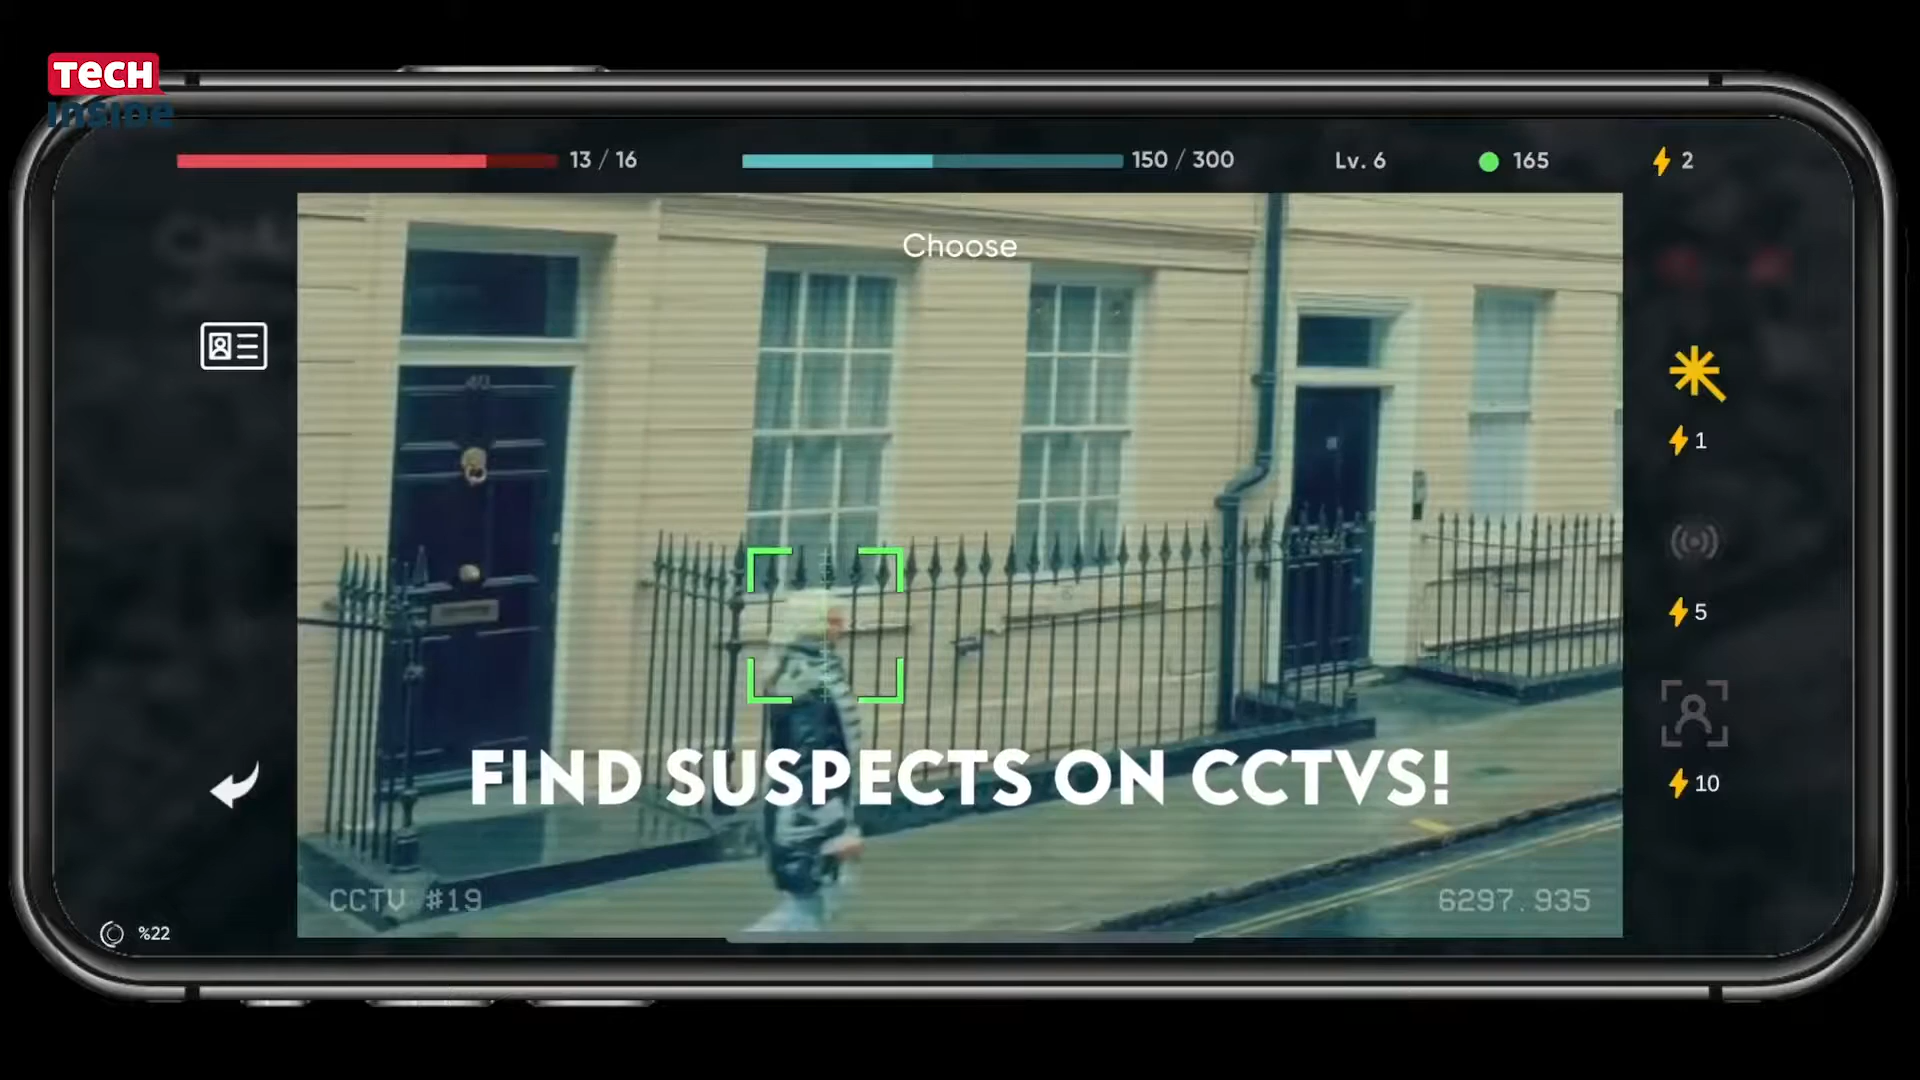 TECH
INSIDE
13 / 16
150 / 300
Lv. 6
165
2
Choose
40
1
5
FIND SUSPECTS ON CCTVS!
10
CCTV #19
6297.935
%22